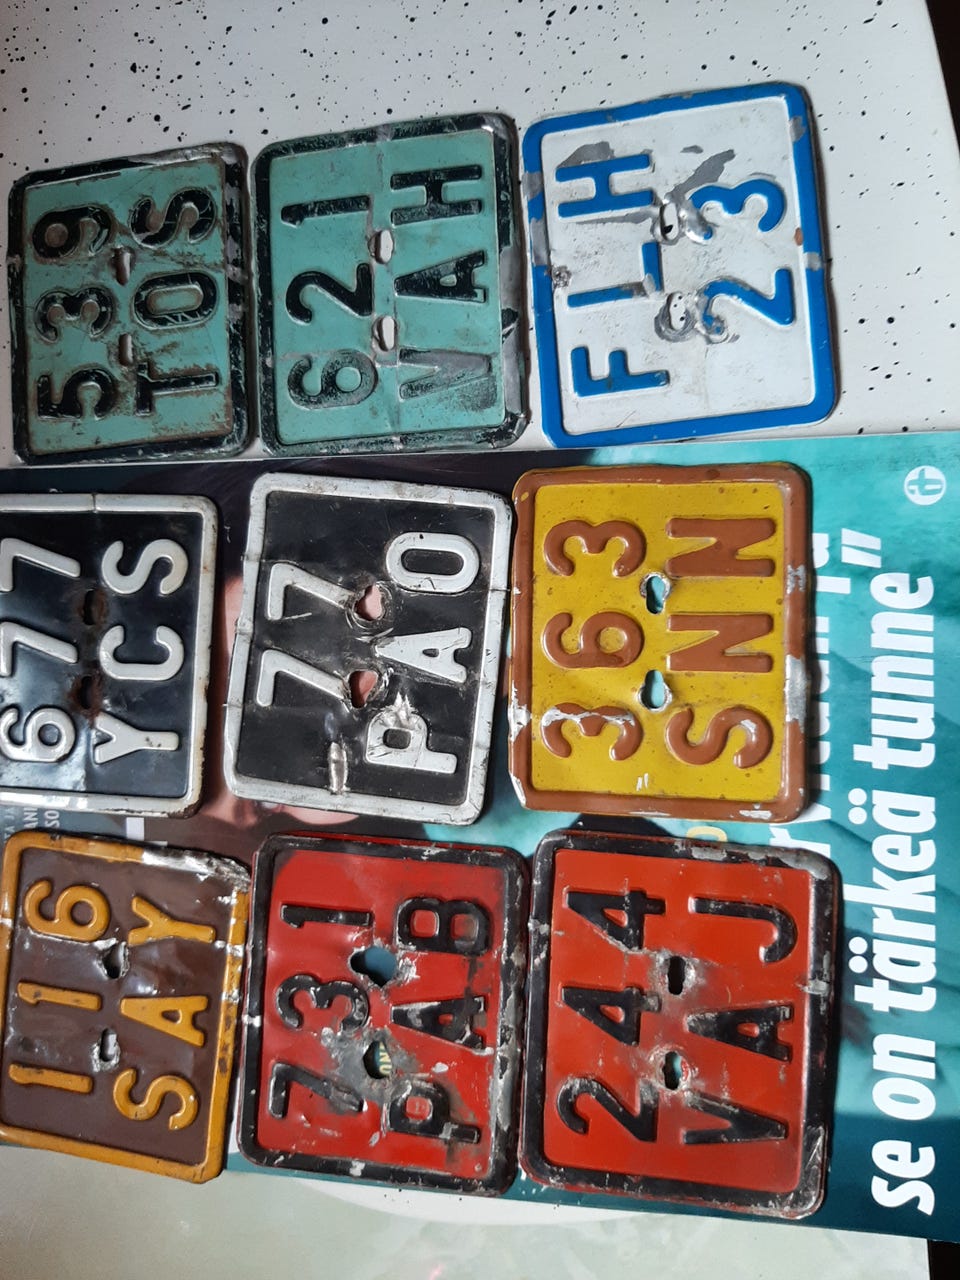 116
SAY
677
YCS
539
TOS
731
PAB
77
PAO
621
VAH
244
VAJ
363
SNN
FLH
23
se on tärkeä tunne”